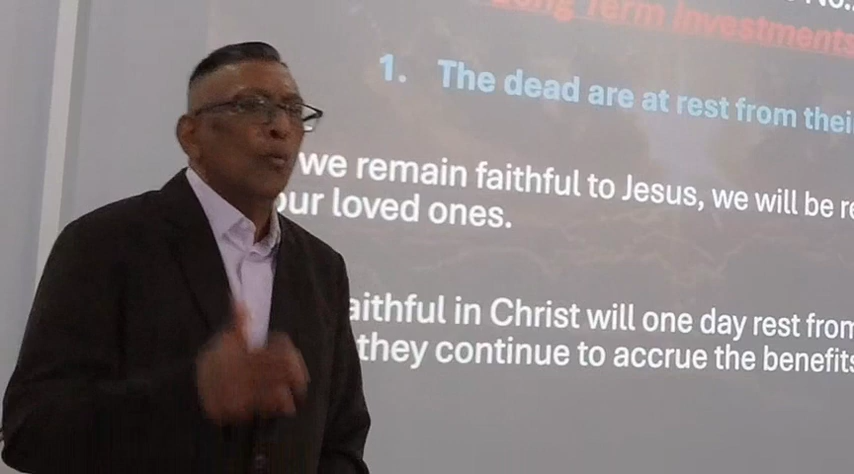 No.
Long Term Investments
1. The dead are at rest from thei
we remain faithful to Jesus, we will be re
our loved ones.
aithful in Christ will one day rest from
they continue to accrue the benefits